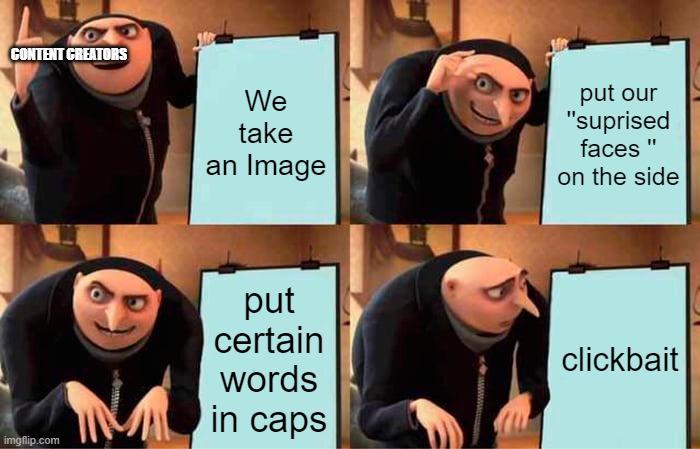 CONTENT CREATORS
We
take
an Image
put our
"suprised
faces "
on the side
put
certain
words
in caps
clickbait
imgflip.com